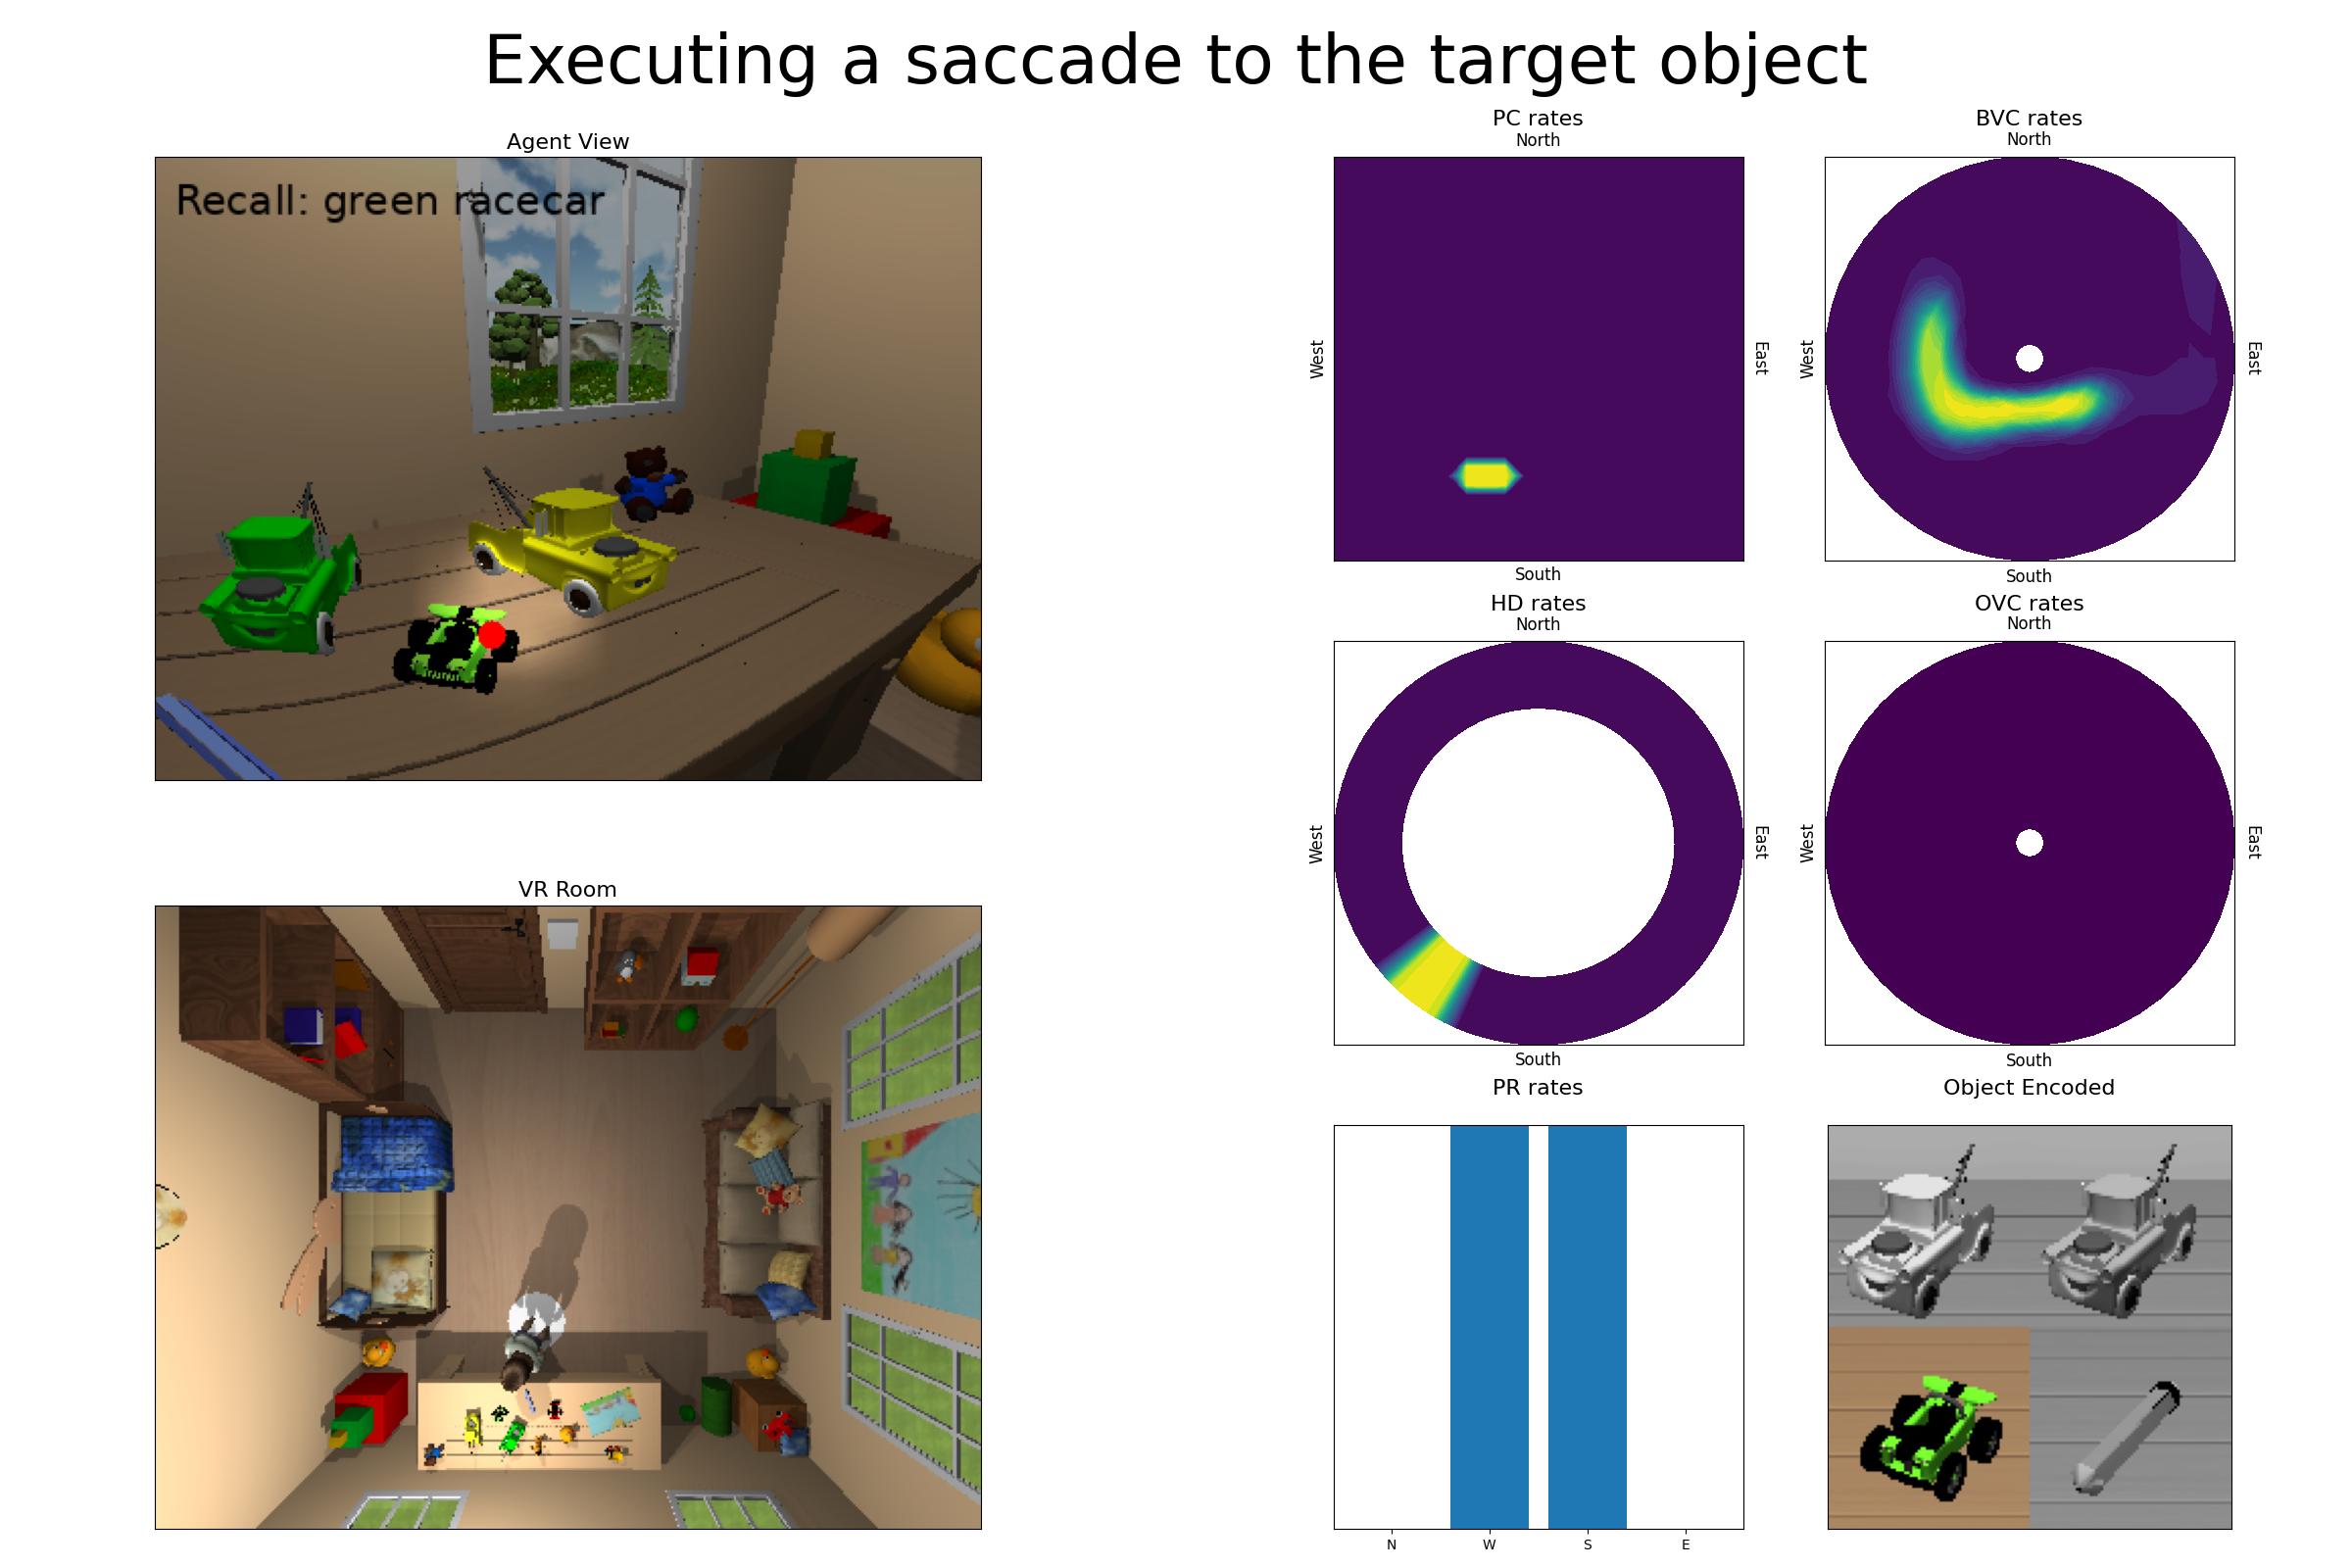 Executing a saccade to the target object
Agent View
Recall: green racecar
PC rates
North
West
East
South
BVC rates
North
West
East
South
HD rates
North
West
East
South
OVC rates
North
West
East
South
VR Room
PR rates
N W S E
Object Encoded